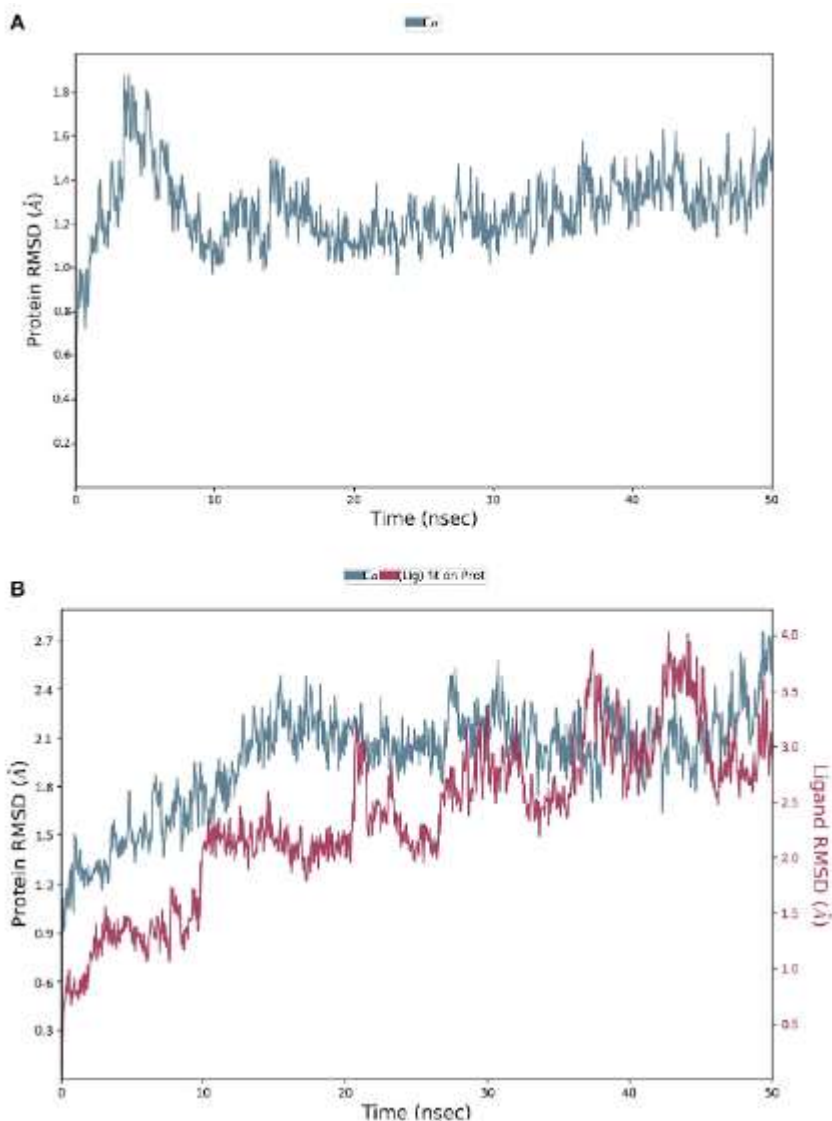 A
Cα
Protein RMSD (Å)
1.8
1.6
1.4
1.2
1.0
0.8
0.6
0.4
0.2
0 10 20 30 40 50
Time (nsec)
B
Cα (Lig) fit on Prot
Protein RMSD (Å)
2.7
2.4
2.1
1.8
1.5
1.2
0.9
0.6
0.3
4.0
3.5
3.0
2.5
2.0
1.5
1.0
0.5
Ligand RMSD (Å)
0 10 20 30 40 50
Time (nsec)